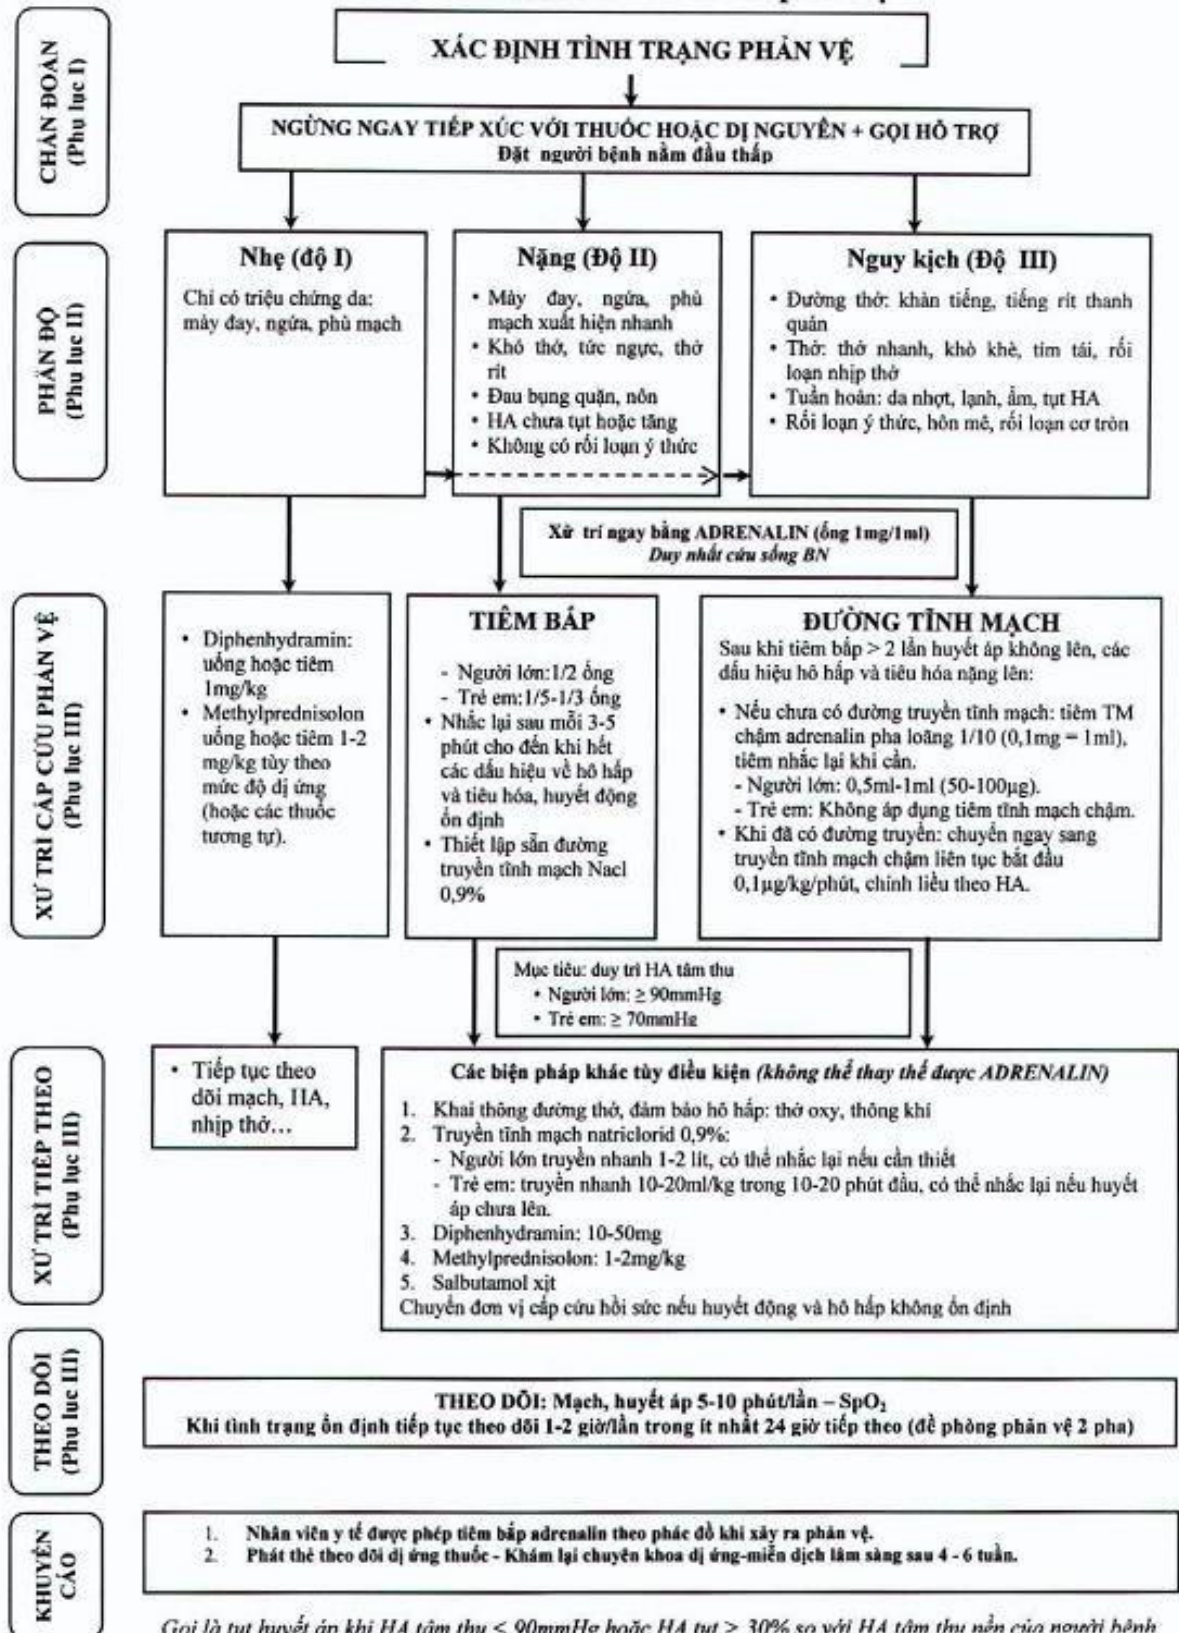 XÁC ĐỊNH TÌNH TRẠNG PHẢN VỆ
CHẨN ĐOÁN
(Phụ lục I)
NGỪNG NGAY TIẾP XÚC VỚI THUỐC HOẶC DỊ NGUYÊN + GỌI HỖ TRỢ
Đặt người bệnh nằm đầu thấp
PHÂN ĐỘ
(Phụ lục II)
Nhẹ (độ I)
Chỉ có triệu chứng da:
mày đay, ngứa, phù mạch
Nặng (Độ II)
• Mày đay, ngứa, phù
mạch xuất hiện nhanh
• Khó thở, tức ngực, thở
rít
• Đau bụng quặn, nôn
• HA chưa tụt hoặc tăng
• Không có rối loạn ý thức
Nguy kịch (Độ III)
• Đường thở: khàn tiếng, tiếng rít thanh
quản
• Thở: thở nhanh, khò khè, tím tái, rối
loạn nhịp thở
• Tuần hoàn: da nhợt, lạnh, ẩm, tụt HA
• Rối loạn ý thức, hôn mê, rối loạn cơ tròn
Xử trí ngay bằng ADRENALIN (ống 1mg/1ml)
Duy nhất cứu sống BN
XỬ TRÍ CẤP CỨU PHẢN VỆ
(Phụ lục III)
• Diphenhydramin:
uống hoặc tiêm
1mg/kg
• Methylprednisolon
uống hoặc tiêm 1-2
mg/kg tùy theo
mức độ dị ứng
(hoặc các thuốc
tương tự).
TIÊM BẮP
- Người lớn:1/2 ống
- Trẻ em:1/5-1/3 ống
• Nhắc lại sau mỗi 3-5
phút cho đến khi hết
các dấu hiệu về hô hấp
và tiêu hóa, huyết động
ổn định
• Thiết lập sẵn đường
truyền tĩnh mạch Nacl
0,9%
ĐƯỜNG TĨNH MẠCH
Sau khi tiêm bắp > 2 lần huyết áp không lên, các
dấu hiệu hô hấp và tiêu hóa nặng lên:
• Nếu chưa có đường truyền tĩnh mạch: tiêm TM
chậm adrenalin pha loãng 1/10 (0,1mg = 1ml),
tiêm nhắc lại khi cần.
- Người lớn: 0,5ml-1ml (50-100µg).
- Trẻ em: Không áp dụng tiêm tĩnh mạch chậm.
• Khi đã có đường truyền: chuyển ngay sang
truyền tĩnh mạch chậm liên tục bắt đầu
0,1µg/kg/phút, chỉnh liều theo HA.
Mục tiêu: duy trì HA tâm thu
• Người lớn: ≥ 90mmHg
• Trẻ em: ≥ 70mmHg
XỬ TRÍ TIẾP THEO
(Phụ lục III)
• Tiếp tục theo
dõi mạch, HA,
nhịp thở...
Các biện pháp khác tùy điều kiện (không thể thay thế được ADRENALIN)
1. Khai thông đường thở, đảm bảo hô hấp: thở oxy, thông khí
2. Truyền tĩnh mạch natriclorid 0,9%:
- Người lớn truyền nhanh 1-2 lít, có thể nhắc lại nếu cần thiết
- Trẻ em: truyền nhanh 10-20ml/kg trong 10-20 phút đầu, có thể nhắc lại nếu huyết
áp chưa lên.
3. Diphenhydramin: 10-50mg
4. Methylprednisolon: 1-2mg/kg
5. Salbutamol xịt
Chuyển đơn vị cấp cứu hồi sức nếu huyết động và hô hấp không ổn định
THEO DÕI
(Phụ lục III)
THEO DÕI: Mạch, huyết áp 5-10 phút/lần – SpO₂
Khi tình trạng ổn định tiếp tục theo dõi 1-2 giờ/lần trong ít nhất 24 giờ tiếp theo (đề phòng phản vệ 2 pha)
KHUYẾN
CÁO
1. Nhân viên y tế được phép tiêm bắp adrenalin theo phác đồ khi xảy ra phản vệ.
2. Phát thẻ theo dõi dị ứng thuốc - Khám lại chuyên khoa dị ứng-miễn dịch lâm sàng sau 4 - 6 tuần.
Gọi là tụt huyết áp khi HA tâm thu < 90mmHg hoặc HA tụt > 30% so với HA tâm thu nền của người bệnh